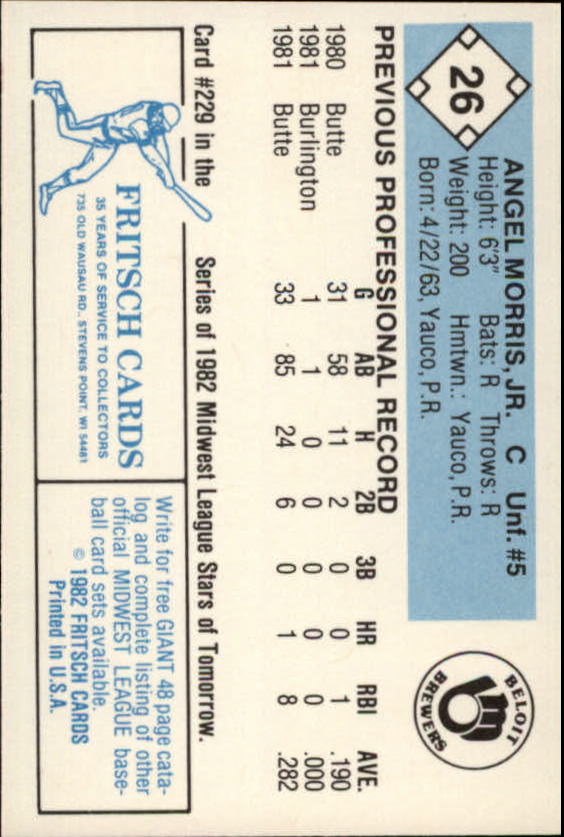 26
ANGEL MORRIS, JR. C Unf. #5
Height: 6'3" Bats: R Throws: R
Weight: 200 Hmtwn.: Yauco, P.R.
Born: 4/22/63, Yauco, P.R.
BELOIT
BREWERS
PREVIOUS PROFESSIONAL RECORD
G AB H 2B 3B HR RBI AVE.
1980 Butte 31 58 11 2 0 0 1 .190
1981 Burlington 1 1 0 0 0 0 0 .000
1981 Butte 33 85 24 6 0 1 8 .282
Card #229 in the Series of 1982 Midwest League Stars of Tomorrow.
FRITSCH CARDS
35 YEARS OF SERVICE TO COLLECTORS
735 OLD WAUSAU RD., STEVENS POINT, WI 54481
Write for free GIANT 48 page cata-
log and complete listing of other
official MIDWEST LEAGUE base-
ball card sets available.
© 1982 FRITSCH CARDS
Printed in U.S.A.